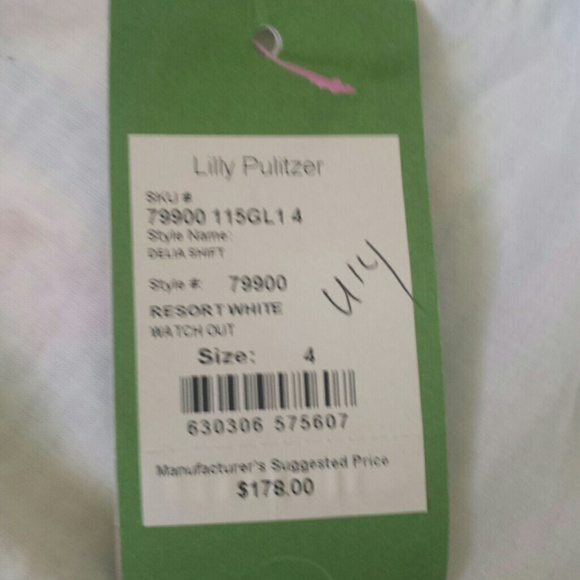 Lilly Pulitzer
SKU #
79900 115GL1 4
Style Name:
DELIA SHIFT
Style #: 79900
RESORT WHITE
WATCH OUT
Size: 4
630306 575607
Manufacturer's Suggested Price
$178.00